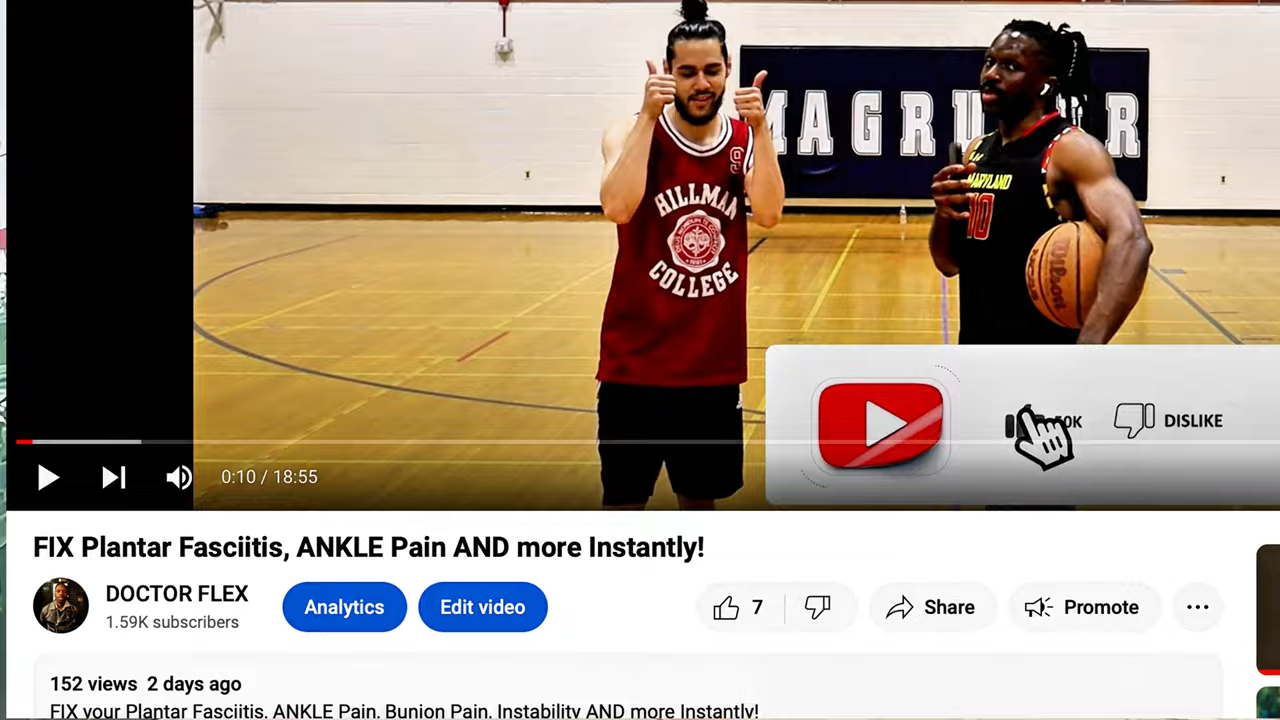 MAGRU R
9
HILLMAN
COLLEGE
MARYLAND
10
Wilson
50K
DISLIKE
0:10 / 18:55
FIX Plantar Fasciitis, ANKLE Pain AND more Instantly!
DOCTOR FLEX
1.59K subscribers
Analytics
Edit video
7
Share
Promote
152 views 2 days ago
FIX your Plantar Fasciitis, ANKLE Pain, Bunion Pain, Instability AND more Instantly!